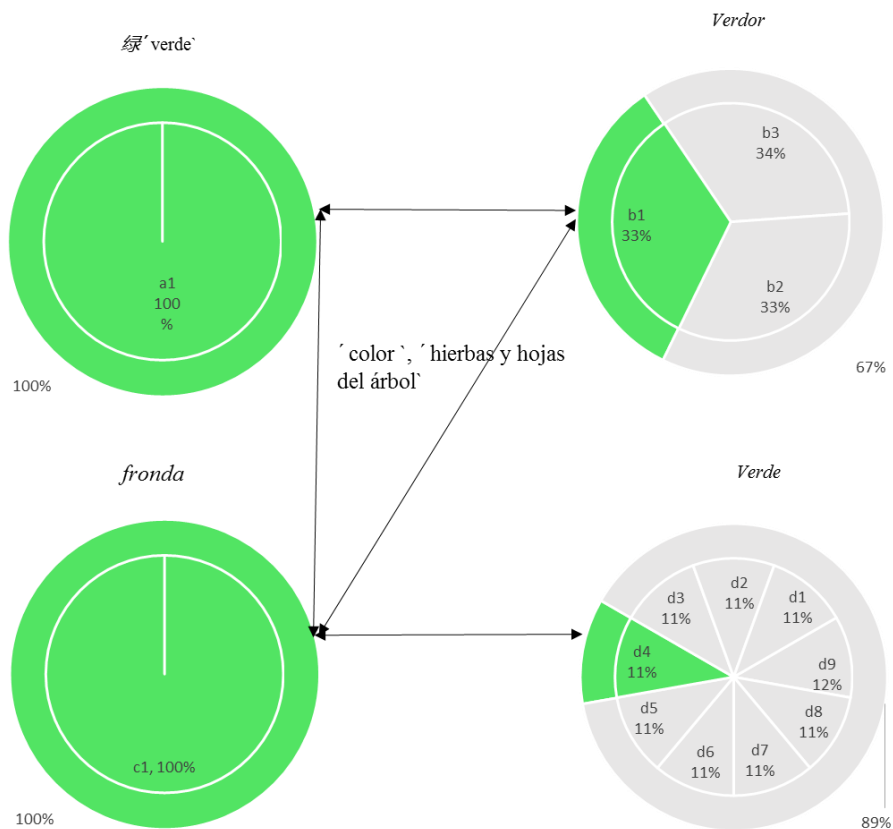 绿´verde`
Verdor
a1
100
%
100%
b3
34%
b1
33%
b2
33%
67%
´color`, ´hierbas y hojas
del árbol`
fronda
Verde
c1, 100%
100%
d2
11%
d1
11%
d3
11%
d4
11%
d9
12%
d5
11%
d8
11%
d6
11%
d7
11%
89%